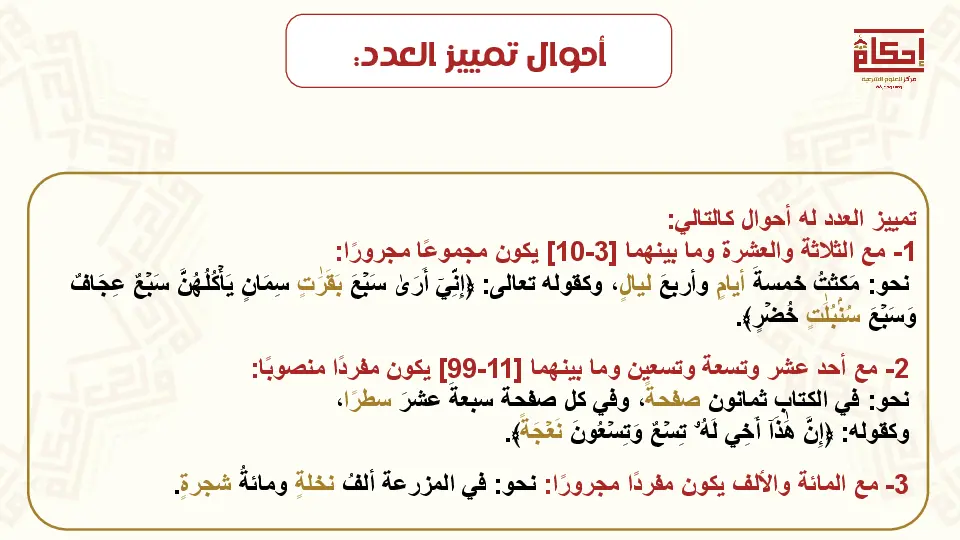 أحوال تمييز العدد:
إحكام
مركز للعلوم الشرعية
تمييز العدد له أحوال كالتالي:
1- مع الثلاثة والعشرة وما بينهما [3-10] يكون مجموعًا مجرورًا:
نحو: مَكثتُ خمسةَ أيامٍ وأربعَ ليالٍ، وكقوله تعالى: ﴿إِنِّيٓ أَرَىٰ سَبۡعَ بَقَرَٰتٖ سِمَانٖ يَأۡكُلُهُنَّ سَبۡعٌ عِجَافٞ
وَسَبۡعَ سُنۢبُلَٰتٍ خُضۡرٖ﴾.
2- مع أحد عشر وتسعة وتسعين وما بينهما [11-99] يكون مفردًا منصوبًا:
نحو: في الكتاب ثمانون صفحةً، وفي كل صفحة سبعةَ عشرَ سطرًا،
وكقوله: ﴿إِنَّ هَٰذَآ أَخِي لَهُۥ تِسۡعٞ وَتِسۡعُونَ نَعۡجَةٗ﴾.
3- مع المائة والألف يكون مفردًا مجرورًا: نحو: في المزرعة ألفُ نخلةٍ ومائةُ شجرةٍ.